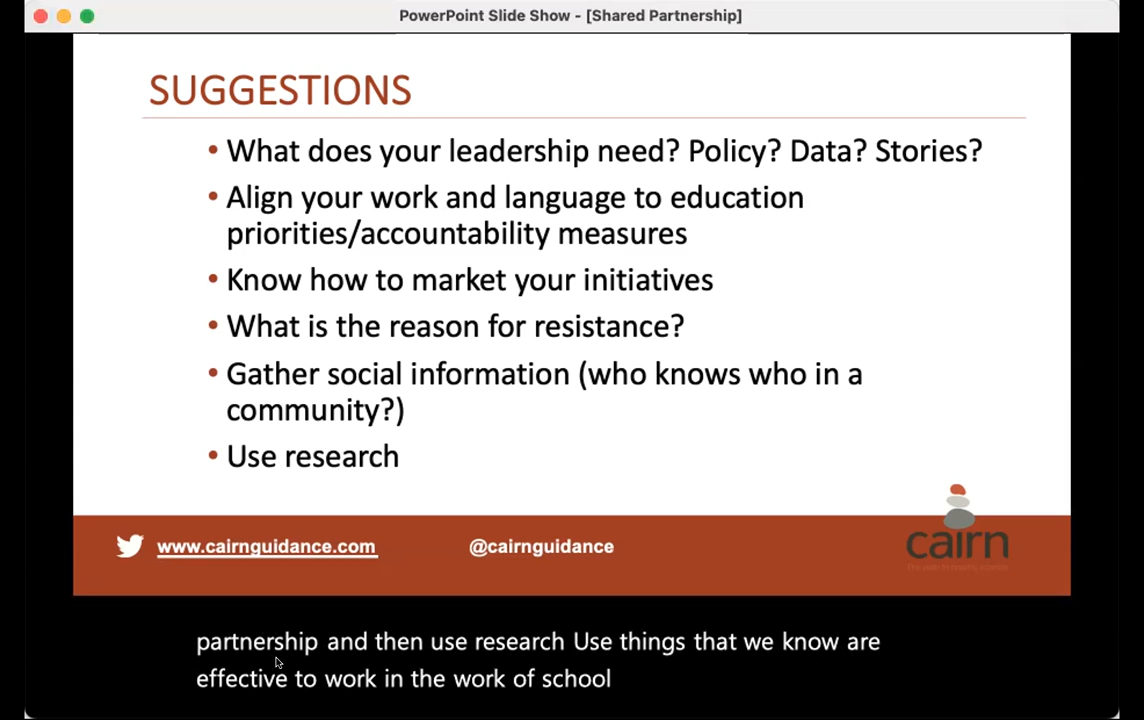 PowerPoint Slide Show - [Shared Partnership]
SUGGESTIONS
• What does your leadership need? Policy? Data? Stories?
• Align your work and language to education
priorities/accountability measures
• Know how to market your initiatives
• What is the reason for resistance?
• Gather social information (who knows who in a
community?)
• Use research
www.cairnguidance.com
@cairnguidance
cairn
partnership and then use research Use things that we know are
effective to work in the work of school